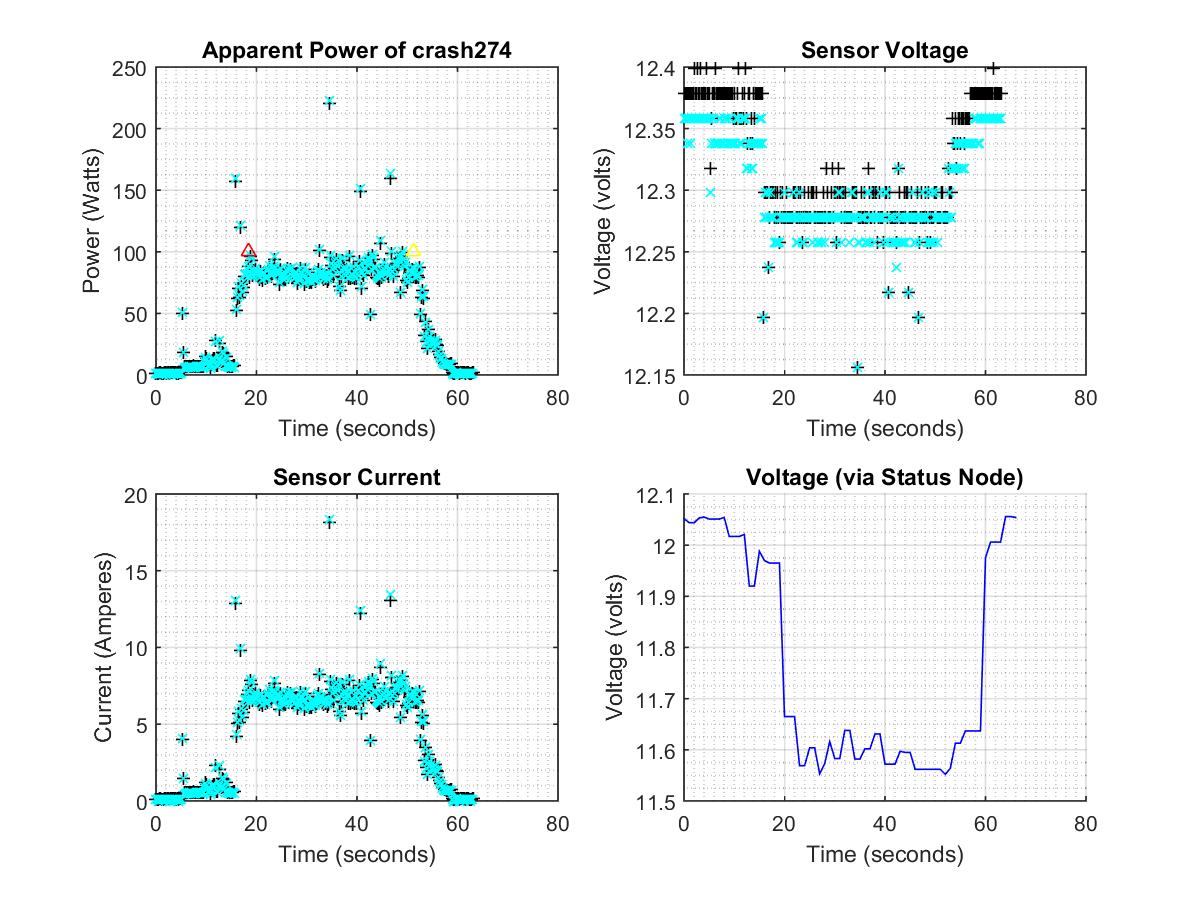 Apparent Power of crash274
250
200
150
100
50
0
Power (Watts)
0 20 40 60 80
Time (seconds)
Sensor Voltage
12.4
12.35
12.3
12.25
12.2
12.15
Voltage (volts)
0 20 40 60 80
Time (seconds)
Sensor Current
20
15
10
5
0
Current (Amperes)
0 20 40 60 80
Time (seconds)
Voltage (via Status Node)
12.1
12
11.9
11.8
11.7
11.6
11.5
Voltage (volts)
0 20 40 60 80
Time (seconds)